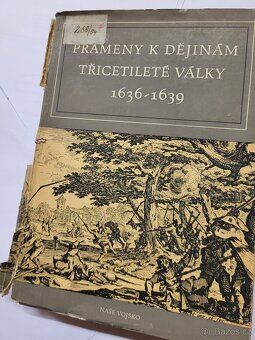 PRAMENY K DĚJINÁM
TŘICETILETÉ VÁLKY
1636-1639
NAŠE VOJSKO